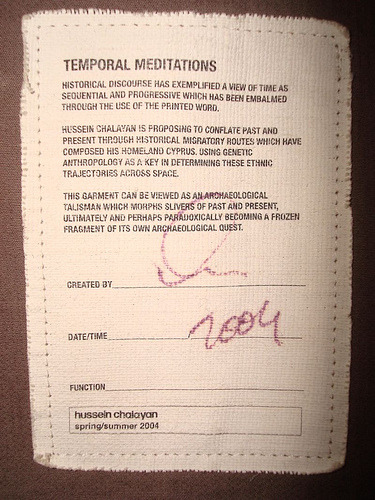 TEMPORAL MEDITATIONS
HISTORICAL DISCOURSE HAS EXEMPLIFIED A VIEW OF TIME AS
SEQUENTIAL AND PROGRESSIVE WHICH HAS BEEN EMBALMED
THROUGH THE USE OF THE PRINTED WORD.
HUSSEIN CHALAYAN IS PROPOSING TO CONFLATE PAST AND
PRESENT THROUGH HISTORICAL MIGRATORY ROUTES WHICH HAVE
COMPOSED HIS HOMELAND CYPRUS. USING GENETIC
ANTHROPOLOGY AS A KEY IN DETERMINING THESE ETHNIC
TRAJECTORIES ACROSS SPACE.
THIS GARMENT CAN BE VIEWED AS AN ARCHAEOLOGICAL
TALISMAN WHICH MORPHS SLIVERS OF PAST AND PRESENT,
ULTIMATELY AND PERHAPS PARADOXICALLY BECOMING A FROZEN
FRAGMENT OF ITS OWN ARCHAEOLOGICAL QUEST.
CREATED BY
DATE/TIME 2004
FUNCTION
hussein chalayan
spring/summer 2004